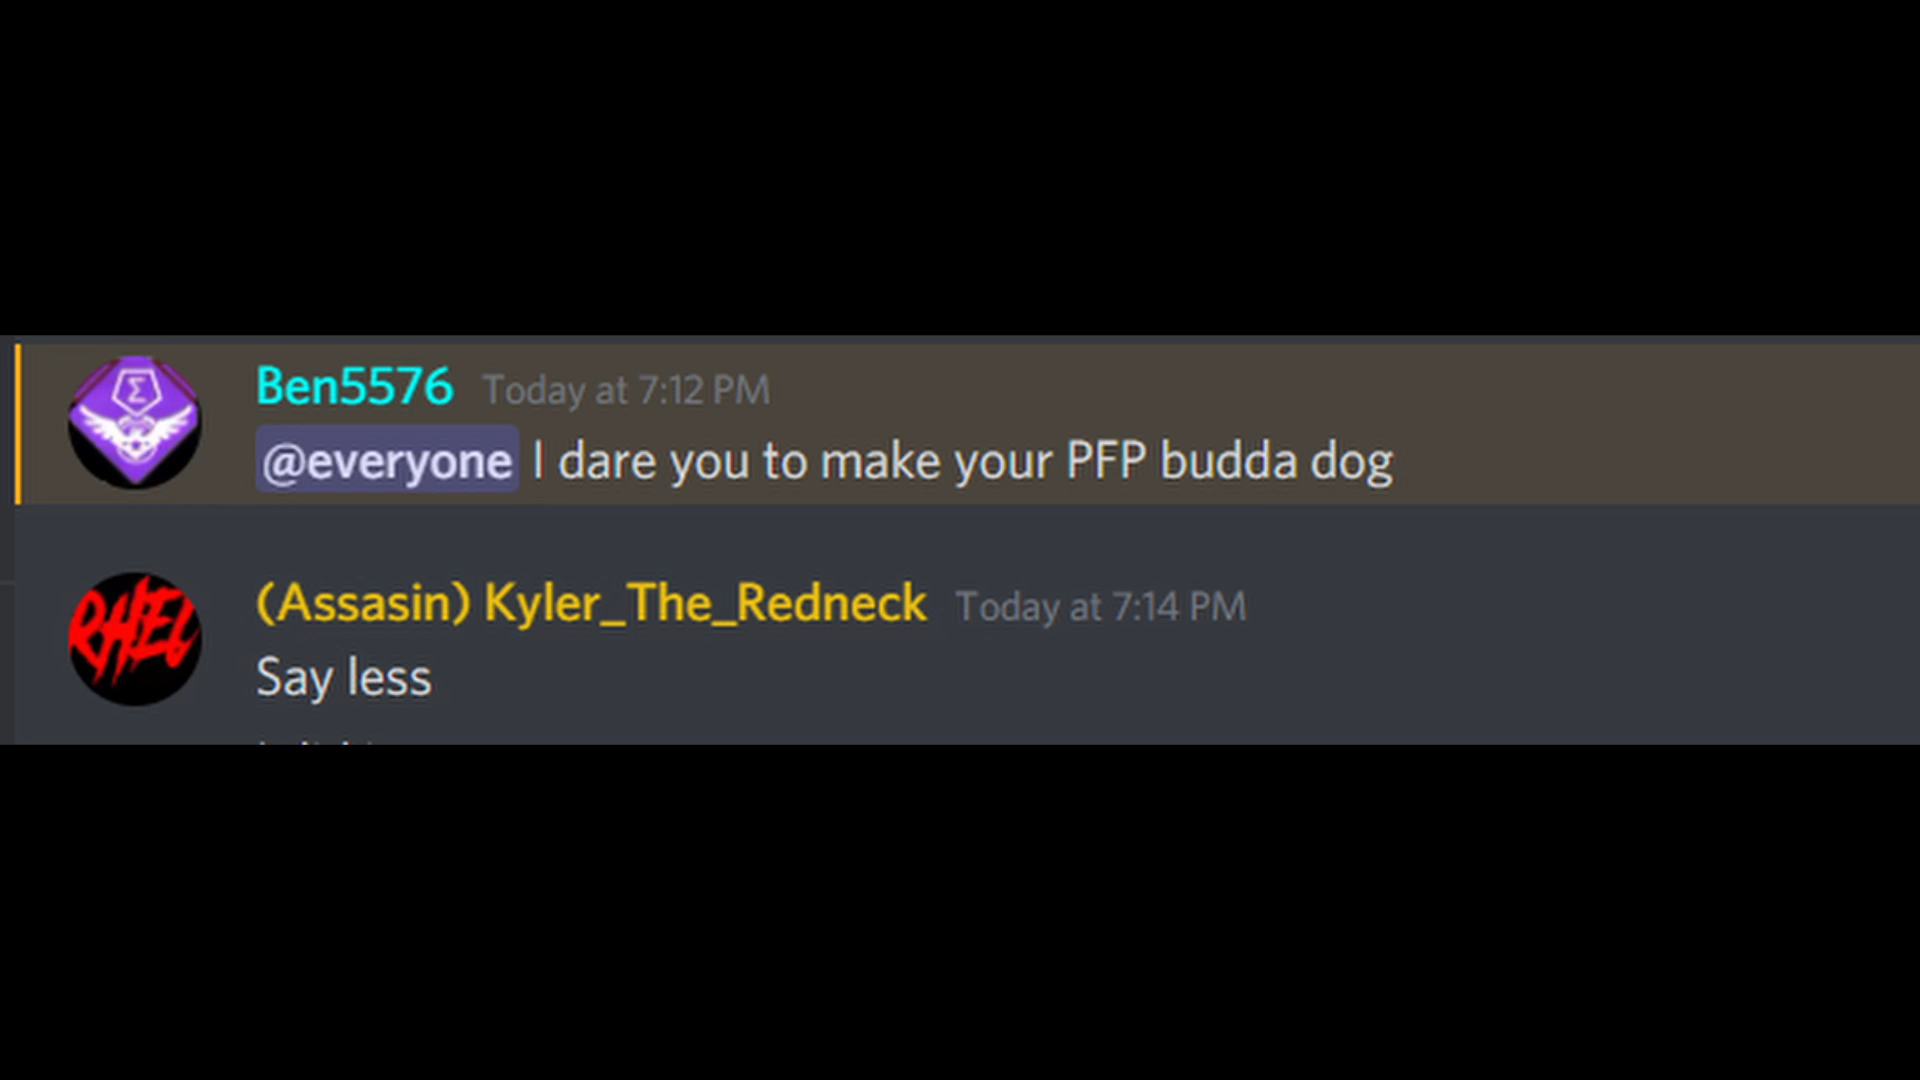 Σ
Ben5576 Today at 7:12 PM
@everyone I dare you to make your PFP budda dog
RHEC
(Assasin) Kyler_The_Redneck Today at 7:14 PM
Say less